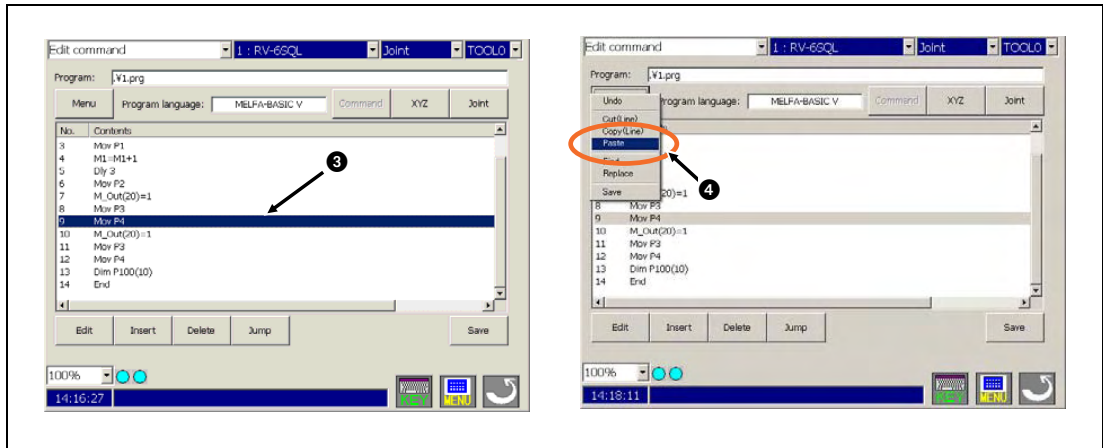 Edit command 1 : RV-6SQL Joint TOOL0
Program: .¥1.prg
Menu Program language: MELFA-BASIC V Command XYZ Joint
No. Contents
3 Mov P1
4 M1=M1+1
5 Dly 3
6 Mov P2
7 M_Out(20)=1
8 Mov P3
9 Mov P4
10 M_Out(20)=1
11 Mov P3
12 Mov P4
13 Dim P100(10)
14 End
Edit Insert Delete Jump Save
100%
14:16:27 KEY MENU
❸
Edit command 1 : RV-6SQL Joint TOOL0
Program: .¥1.prg
Program language: MELFA-BASIC V Command XYZ Joint
Undo
Cut(Line)
Copy(Line)
Paste
Replace
Save
❹
20)=1
8 Mov P3
9 Mov P4
10 M_Out(20)=1
11 Mov P3
12 Mov P4
13 Dim P100(10)
14 End
Edit Insert Delete Jump Save
100%
14:18:11 KEY MENU